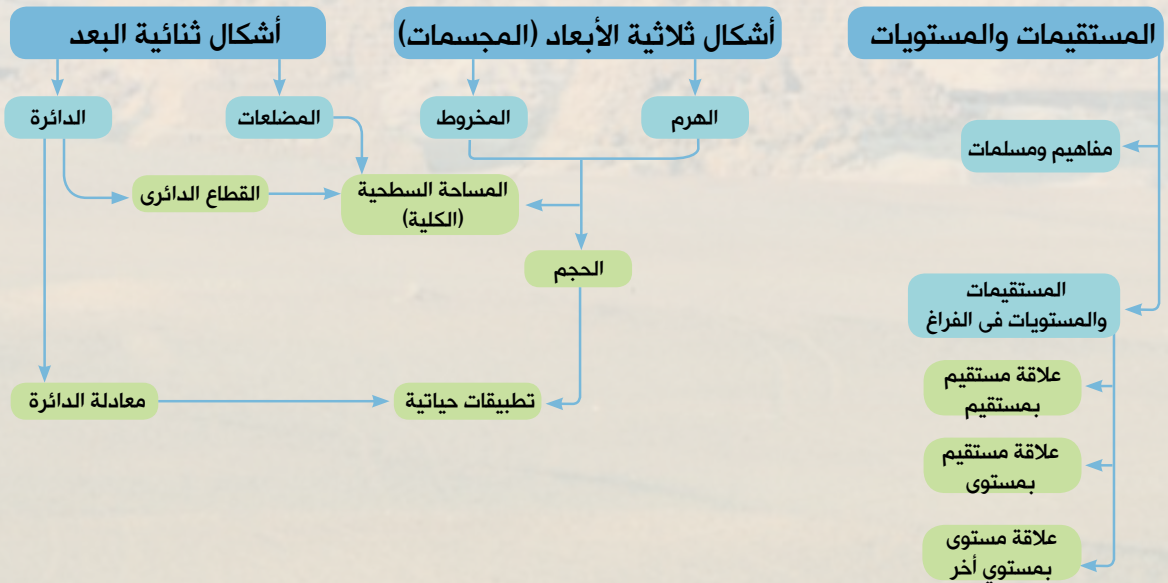 المستقيمات والمستويات
مفاهيم ومسلمات
المستقيمات
والمستويات فى الفراغ
علاقة مستقيم
بمستقيم
علاقة مستقيم
بمستوى
علاقة مستوى
بمستوي أخر
أشكال ثلاثية الأبعاد (المجسمات)
الهرم
المخروط
المساحة السطحية
(الكلية)
الحجم
تطبيقات حياتية
أشكال ثنائية البعد
المضلعات
الدائرة
القطاع الدائرى
معادلة الدائرة